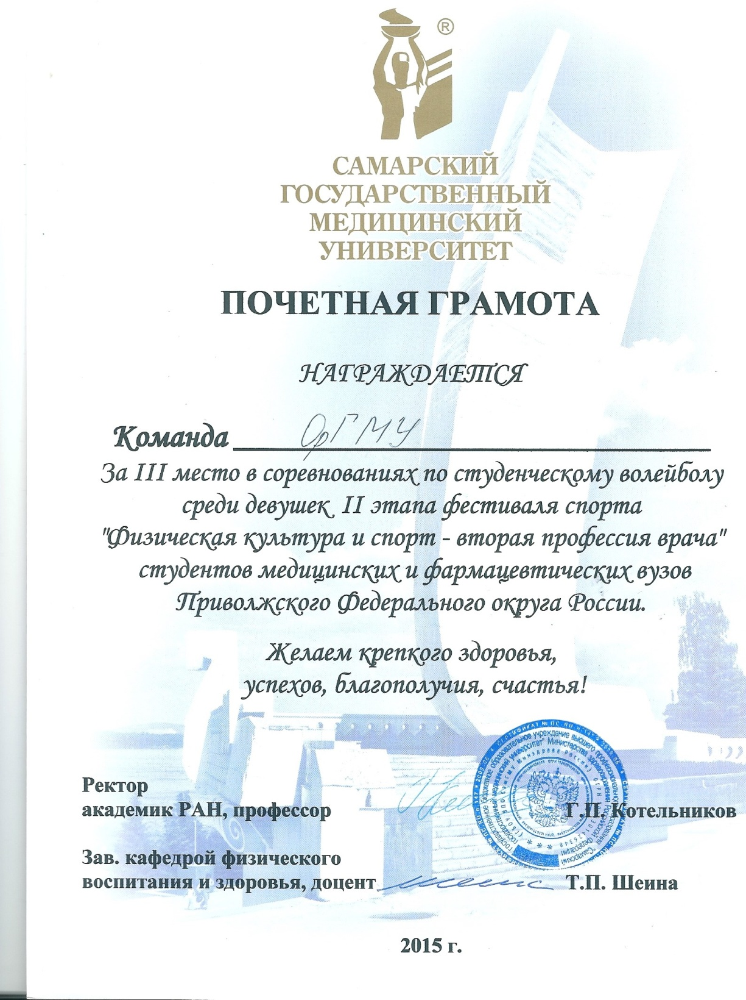 ®
САМАРСКИЙ
ГОСУДАРСТВЕННЫЙ
МЕДИЦИНСКИЙ
УНИВЕРСИТЕТ
ПОЧЕТНАЯ ГРАМОТА
НАГРАЖДАЕТСЯ
Команда ОрГМУ
За III место в соревнованиях по студенческому волейболу
среди девушек II этапа фестиваля спорта
"Физическая культура и спорт - вторая профессия врача"
студентов медицинских и фармацевтических вузов
Приволжского Федерального округа России.
Желаем крепкого здоровья,
успехов, благополучия, счастья!
Ректор
академик РАН, профессор Г.П. Котельников
Зав. кафедрой физического
воспитания и здоровья, доцент Т.П. Шеина
2015 г.